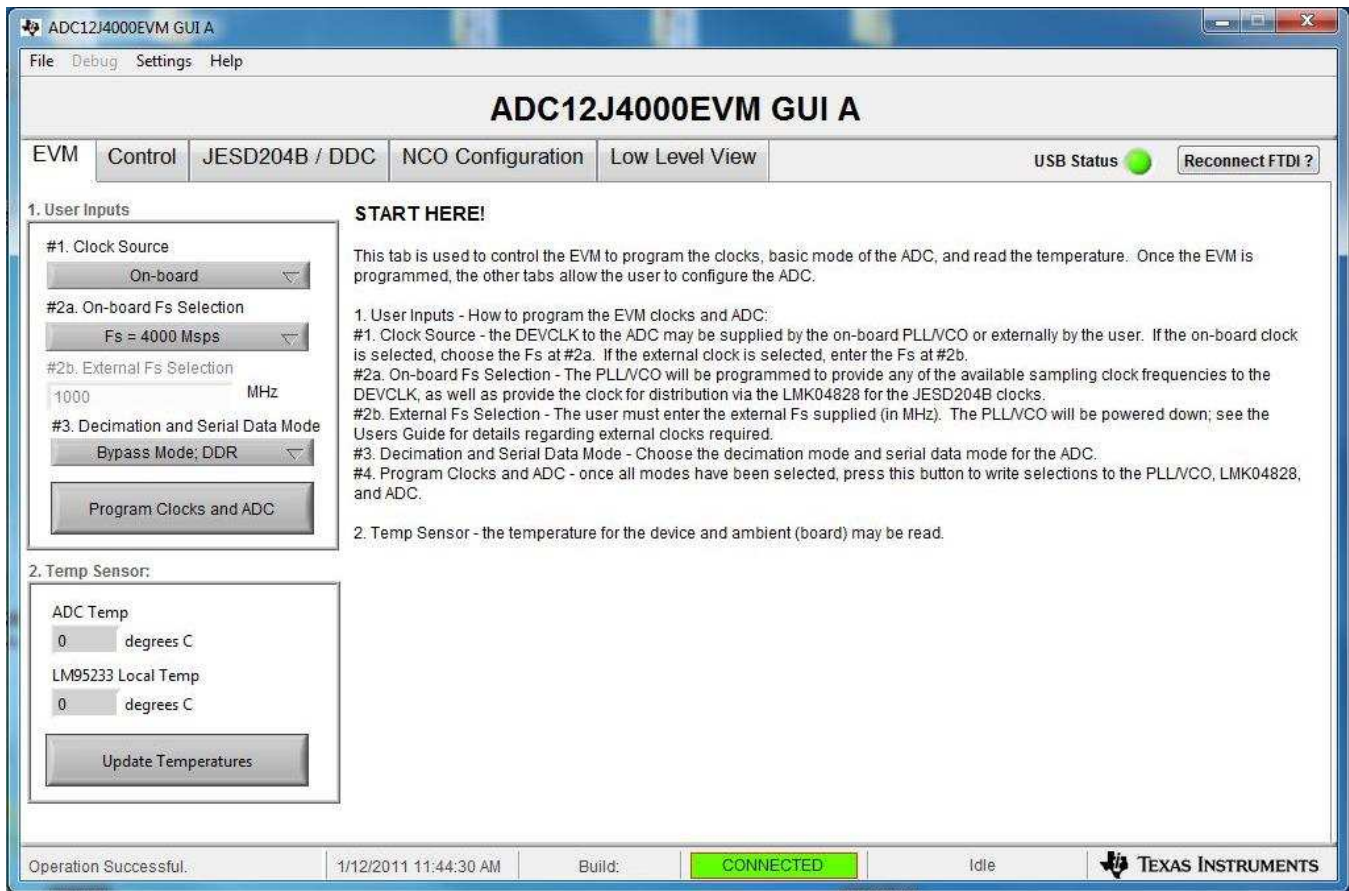 ADC12J4000EVM GUI A
File Debug Settings Help
ADC12J4000EVM GUI A
EVM Control JESD204B / DDC NCO Configuration Low Level View USB Status Reconnect FTDI ?
1. User Inputs
#1. Clock Source
On-board
#2a. On-board Fs Selection
Fs = 4000 Msps
#2b. External Fs Selection
1000 MHz
#3. Decimation and Serial Data Mode
Bypass Mode; DDR
Program Clocks and ADC
2. Temp Sensor:
ADC Temp
0 degrees C
LM95233 Local Temp
0 degrees C
Update Temperatures
START HERE!
This tab is used to control the EVM to program the clocks, basic mode of the ADC, and read the temperature. Once the EVM is
programmed, the other tabs allow the user to configure the ADC.
1. User Inputs - How to program the EVM clocks and ADC:
#1. Clock Source - the DEVCLK to the ADC may be supplied by the on-board PLL/VCO or externally by the user. If the on-board clock
is selected, choose the Fs at #2a. If the external clock is selected, enter the Fs at #2b.
#2a. On-board Fs Selection - The PLL/VCO will be programmed to provide any of the available sampling clock frequencies to the
DEVCLK, as well as provide the clock for distribution via the LMK04828 for the JESD204B clocks.
#2b. External Fs Selection - The user must enter the external Fs supplied (in MHz). The PLL/VCO will be powered down; see the
Users Guide for details regarding external clocks required.
#3. Decimation and Serial Data Mode - Choose the decimation mode and serial data mode for the ADC.
#4. Program Clocks and ADC - once all modes have been selected, press this button to write selections to the PLL/VCO, LMK04828,
and ADC.
2. Temp Sensor - the temperature for the device and ambient (board) may be read.
Operation Successful. 1/12/2011 11:44:30 AM Build: CONNECTED Idle TEXAS INSTRUMENTS